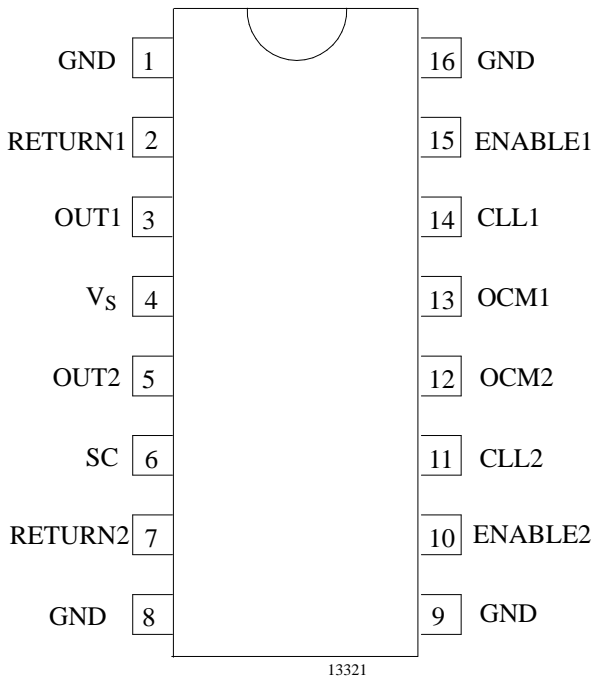 GND 1 16 GND
RETURN1 2 15 ENABLE1
OUT1 3 14 CLL1
VS 4 13 OCM1
OUT2 5 12 OCM2
SC 6 11 CLL2
RETURN2 7 10 ENABLE2
GND 8 9 GND
13321